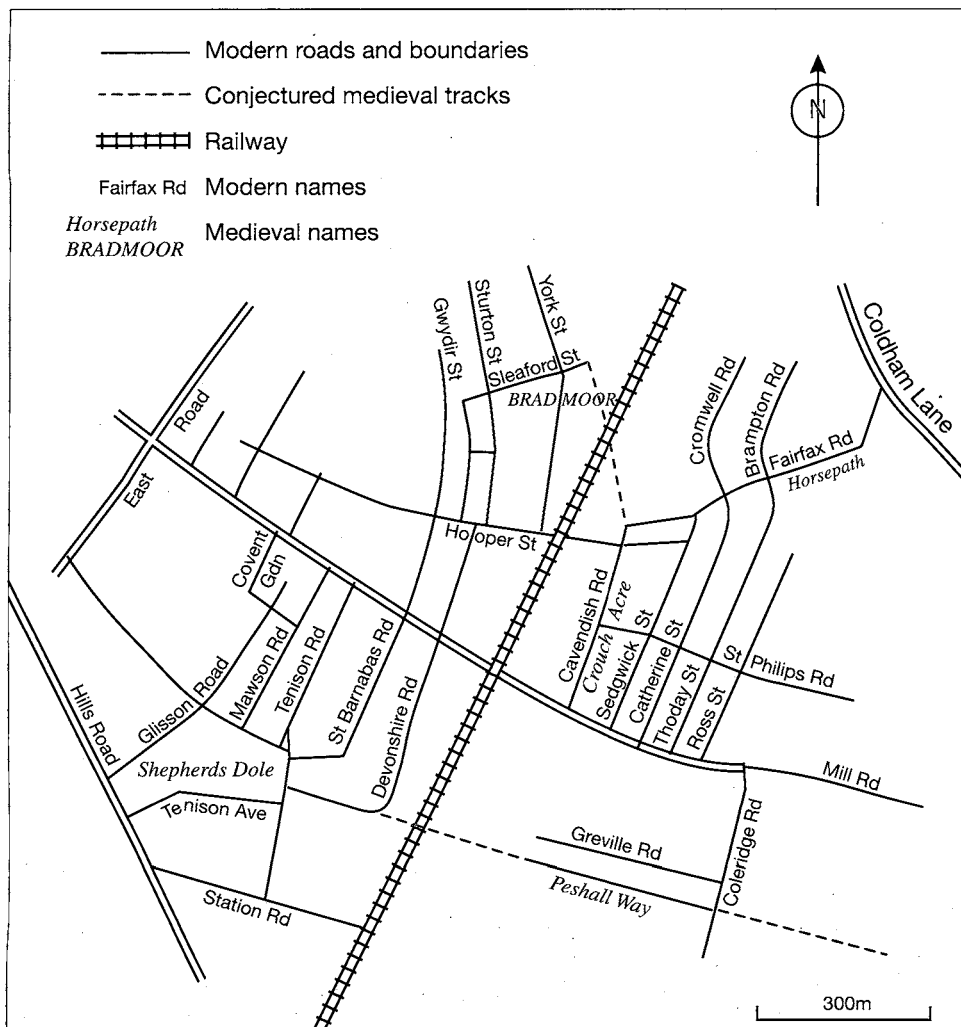 Modern roads and boundaries
Conjectured medieval tracks
Railway
Fairfax Rd Modern names
Horsepath
BRADMOOR
Medieval names
N
Coldham Lane
York St
Sturton St
Gwydir St
Sleaford St
BRADMOOR
Cromwell Rd
Brampton Rd
Fairfax Rd
Horsepath
East Road
Hooper St
Covent Gdn
Cavendish Rd
Crouch Acre
Sedgwick St
Catherine St
Thoday St
Ross St
St Philips Rd
Hills Road
Glisson Road
Mawson Rd
Tenison Rd
St Barnabas Rd
Devonshire Rd
Shepherds Dole
Tenison Ave
Station Rd
Mill Rd
Greville Rd
Coleridge Rd
Peshall Way
300m